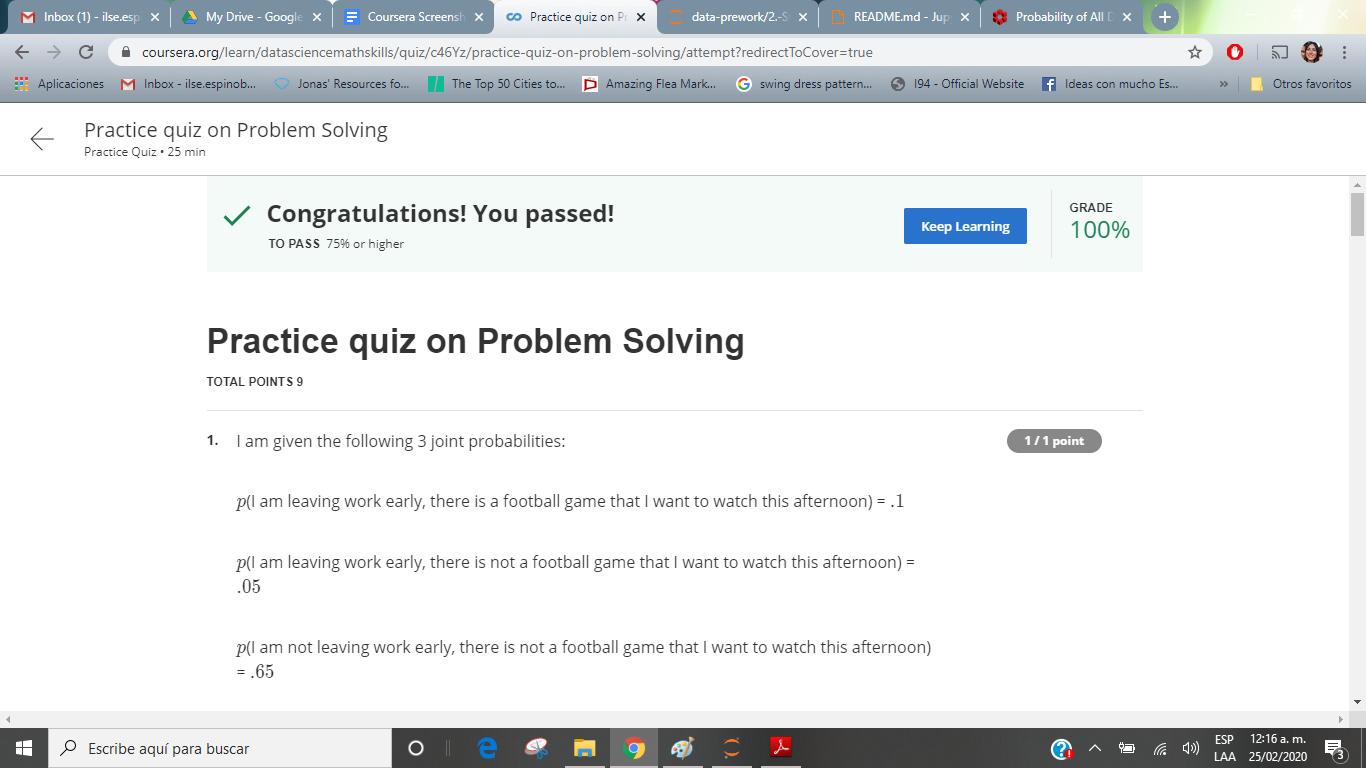 Inbox (1) - ilse.esp
My Drive - Google
Coursera Screensh
Practice quiz on Pr
data-prework/2.-S
README.md - Jup
Probability of All D
coursera.org/learn/datasciencemathskills/quiz/c46Yz/practice-quiz-on-problem-solving/attempt?redirectToCover=true
Aplicaciones
Inbox - ilse.espinob...
Jonas' Resources fo...
The Top 50 Cities to...
Amazing Flea Mark...
swing dress pattern...
I94 - Official Website
Ideas con mucho Es...
»
Otros favoritos
Practice quiz on Problem Solving
Practice Quiz • 25 min
Congratulations! You passed!
TO PASS 75% or higher
Keep Learning
GRADE
100%
Practice quiz on Problem Solving
TOTAL POINTS 9
1. I am given the following 3 joint probabilities:
1 / 1 point
p(I am leaving work early, there is a football game that I want to watch this afternoon) = .1
p(I am leaving work early, there is not a football game that I want to watch this afternoon) =
.05
p(I am not leaving work early, there is not a football game that I want to watch this afternoon)
= .65
Escribe aquí para buscar
ESP
LAA
12:16 a. m.
25/02/2020
3